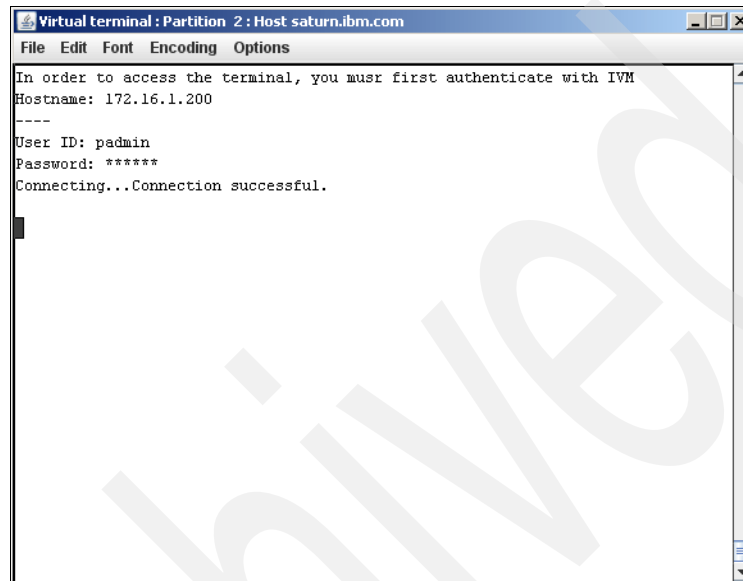 Virtual terminal : Partition 2 : Host saturn.ibm.com
File Edit Font Encoding Options
In order to access the terminal, you musr first authenticate with IVM
Hostname: 172.16.1.200
----
User ID: padmin
Password: ******
Connecting...Connection successful.
hived